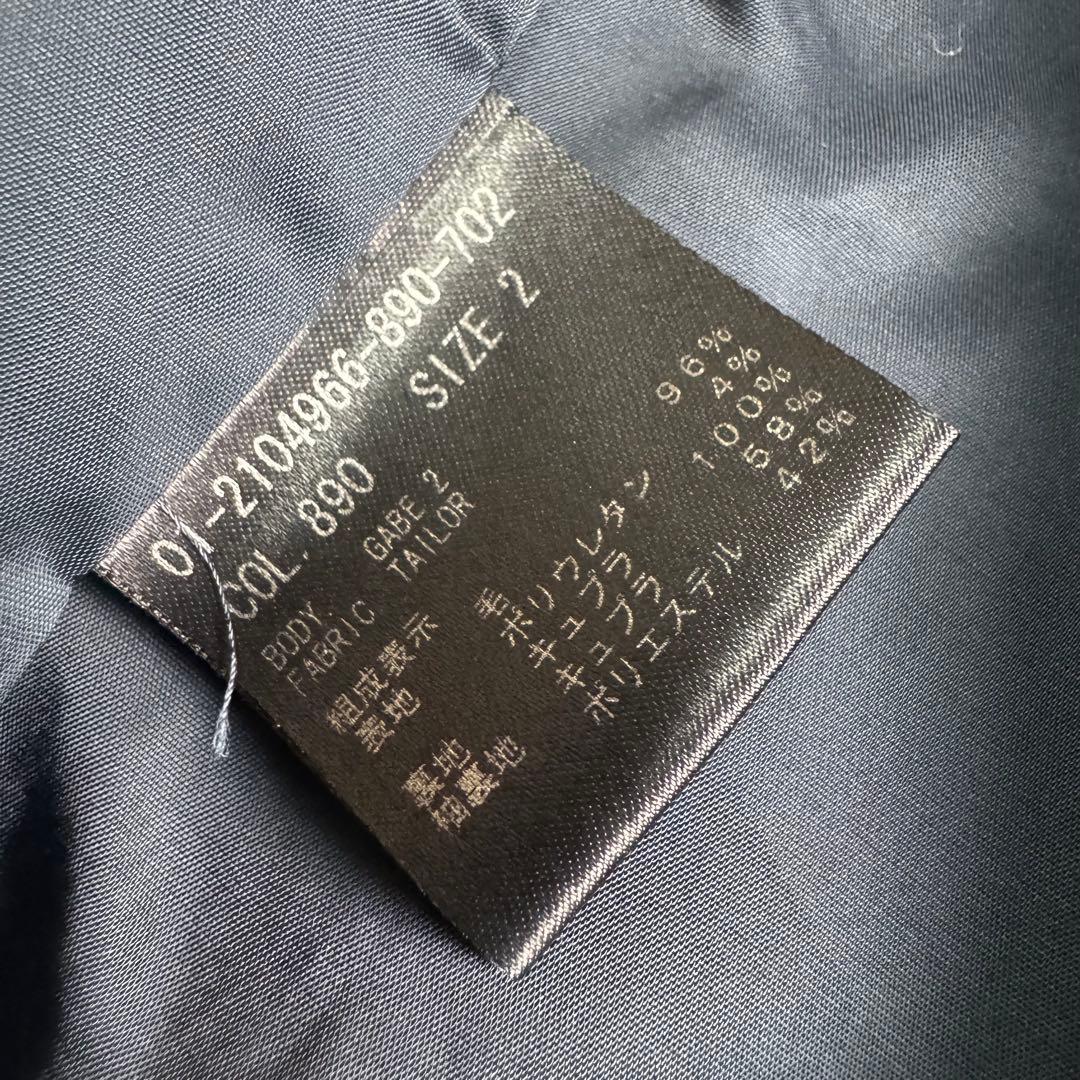 01-2104966-890-702
COL. 890 SIZE 2
BODY GABE 2
FABRIC TAILOR
組成表示
表地 毛 96%
ポリウレタン 4%
裏地 キュプラ 100%
袖裏地 キュプラ 58%
ポリエステル 42%